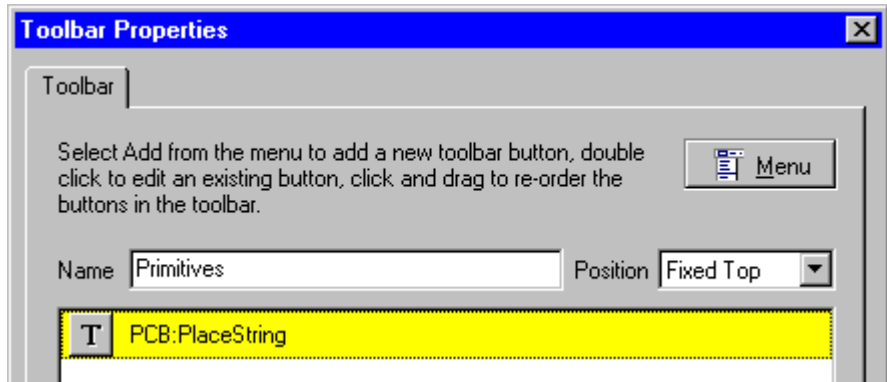 Toolbar Properties
Toolbar
Select Add from the menu to add a new toolbar button, double
click to edit an existing button, click and drag to re-order the
buttons in the toolbar.
Menu
Name Primitives Position Fixed Top
T PCB:PlaceString